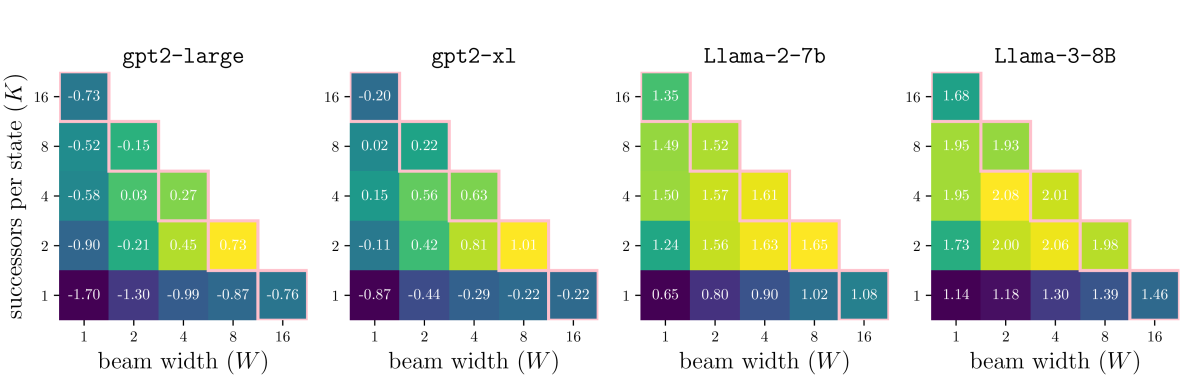 gpt2-large gpt2-xl Llama-2-7b Llama-3-8B
successors per state (K)
16 -0.73 16 -0.20 16 1.35 16 1.68
8 -0.52 -0.15 8 0.02 0.22 8 1.49 1.52 8 1.95 1.93
4 -0.58 0.03 0.27 4 0.15 0.56 0.63 4 1.50 1.57 1.61 4 1.95 2.08 2.01
2 -0.90 -0.21 0.45 0.73 2 -0.11 0.42 0.81 1.01 2 1.24 1.56 1.63 1.65 2 1.73 2.00 2.06 1.98
1 -1.70 -1.30 -0.99 -0.87 -0.76 1 -0.87 -0.44 -0.29 -0.22 -0.22 1 0.65 0.80 0.90 1.02 1.08 1 1.14 1.18 1.30 1.39 1.46
1 2 4 8 16 1 2 4 8 16 1 2 4 8 16 1 2 4 8 16
beam width (W) beam width (W) beam width (W) beam width (W)